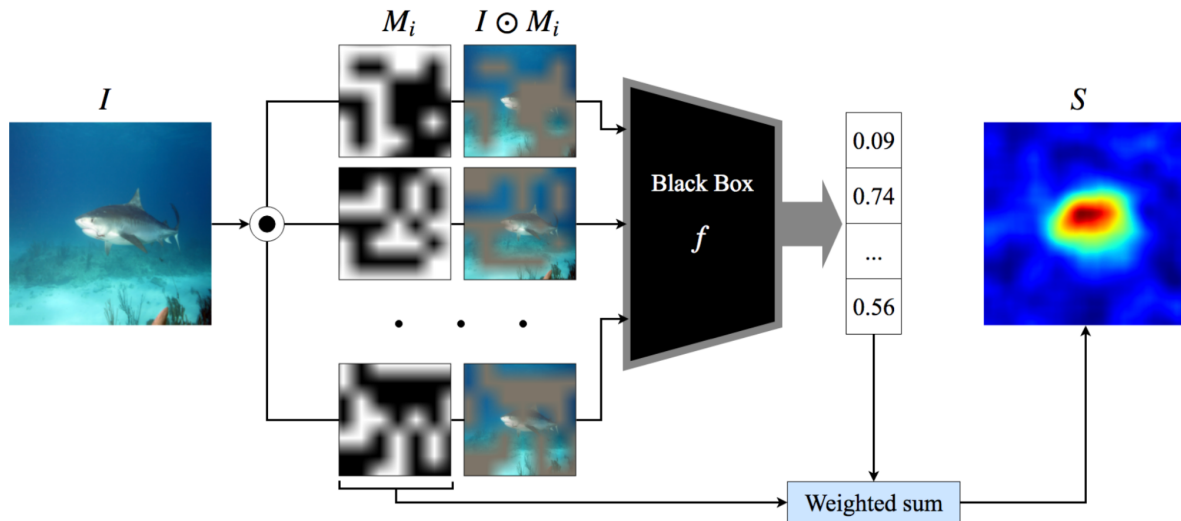 I
M_i
I ⊙ M_i
S
Black Box
f
0.09
0.74
...
0.56
Weighted sum